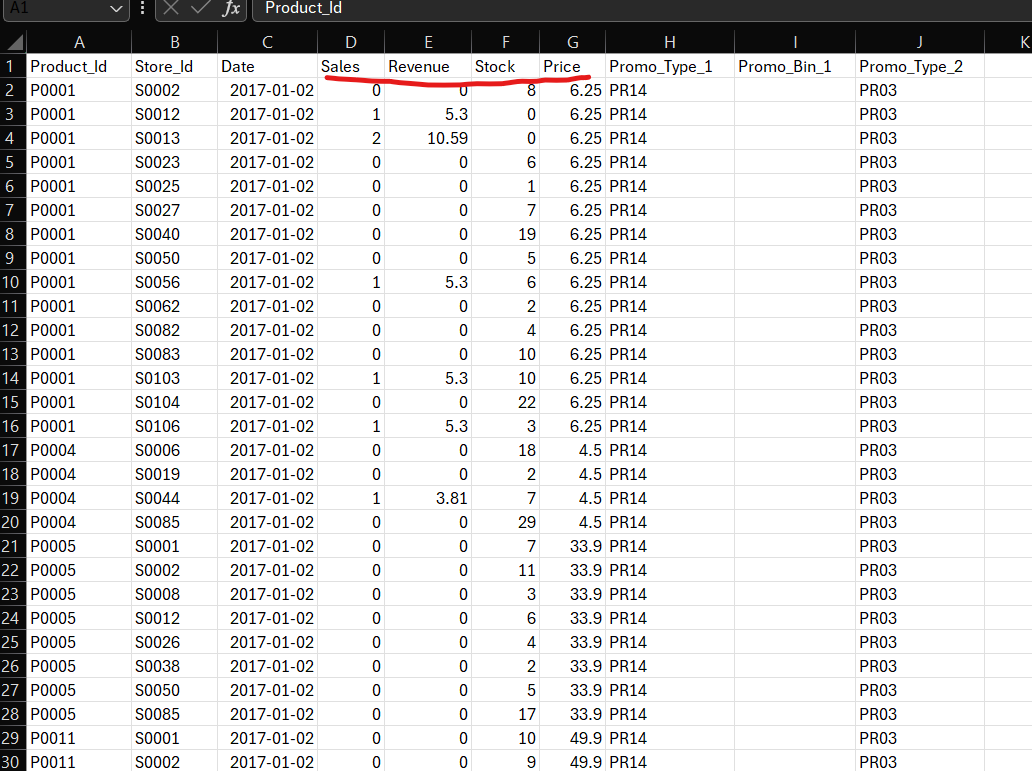 A1 fx Product_Id
A B C D E F G H I J K
1 Product_Id Store_Id Date Sales Revenue Stock Price Promo_Type_1 Promo_Bin_1 Promo_Type_2
2 P0001 S0002 2017-01-02 0 0 8 6.25 PR14 PR03
3 P0001 S0012 2017-01-02 1 5.3 0 6.25 PR14 PR03
4 P0001 S0013 2017-01-02 2 10.59 0 6.25 PR14 PR03
5 P0001 S0023 2017-01-02 0 0 6 6.25 PR14 PR03
6 P0001 S0025 2017-01-02 0 0 1 6.25 PR14 PR03
7 P0001 S0027 2017-01-02 0 0 7 6.25 PR14 PR03
8 P0001 S0040 2017-01-02 0 0 19 6.25 PR14 PR03
9 P0001 S0050 2017-01-02 0 0 5 6.25 PR14 PR03
10 P0001 S0056 2017-01-02 1 5.3 6 6.25 PR14 PR03
11 P0001 S0062 2017-01-02 0 0 2 6.25 PR14 PR03
12 P0001 S0082 2017-01-02 0 0 4 6.25 PR14 PR03
13 P0001 S0083 2017-01-02 0 0 10 6.25 PR14 PR03
14 P0001 S0103 2017-01-02 1 5.3 10 6.25 PR14 PR03
15 P0001 S0104 2017-01-02 0 0 22 6.25 PR14 PR03
16 P0001 S0106 2017-01-02 1 5.3 3 6.25 PR14 PR03
17 P0004 S0006 2017-01-02 0 0 18 4.5 PR14 PR03
18 P0004 S0019 2017-01-02 0 0 2 4.5 PR14 PR03
19 P0004 S0044 2017-01-02 1 3.81 7 4.5 PR14 PR03
20 P0004 S0085 2017-01-02 0 0 29 4.5 PR14 PR03
21 P0005 S0001 2017-01-02 0 0 7 33.9 PR14 PR03
22 P0005 S0002 2017-01-02 0 0 11 33.9 PR14 PR03
23 P0005 S0008 2017-01-02 0 0 3 33.9 PR14 PR03
24 P0005 S0012 2017-01-02 0 0 6 33.9 PR14 PR03
25 P0005 S0026 2017-01-02 0 0 4 33.9 PR14 PR03
26 P0005 S0038 2017-01-02 0 0 2 33.9 PR14 PR03
27 P0005 S0050 2017-01-02 0 0 5 33.9 PR14 PR03
28 P0005 S0085 2017-01-02 0 0 17 33.9 PR14 PR03
29 P0011 S0001 2017-01-02 0 0 10 49.9 PR14 PR03
30 P0011 S0002 2017-01-02 0 0 9 49.9 PR14 PR03